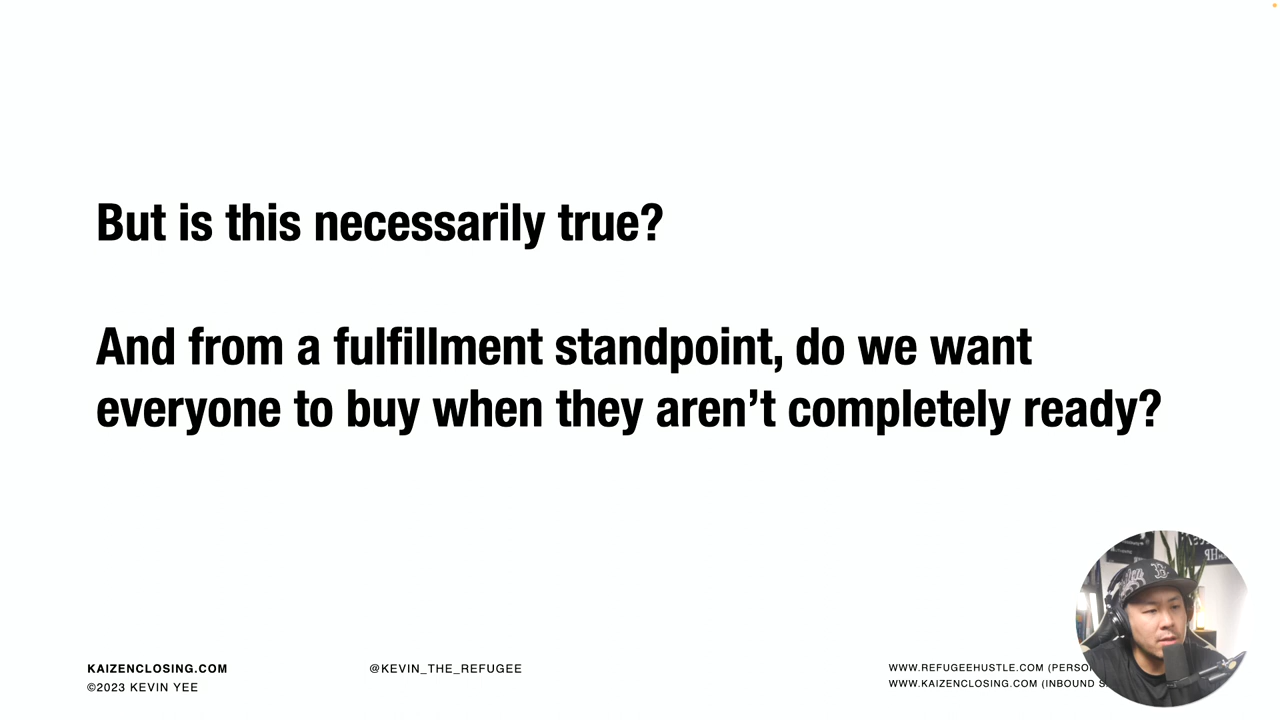 But is this necessarily true?
And from a fulfillment standpoint, do we want
everyone to buy when they aren’t completely ready?
KAIZENCLOSING.COM
©2023 KEVIN YEE
@KEVIN_THE_REFUGEE
WWW.REFUGEEHUSTLE.COM
WWW.KAIZENCLOSING.COM (INBOUND